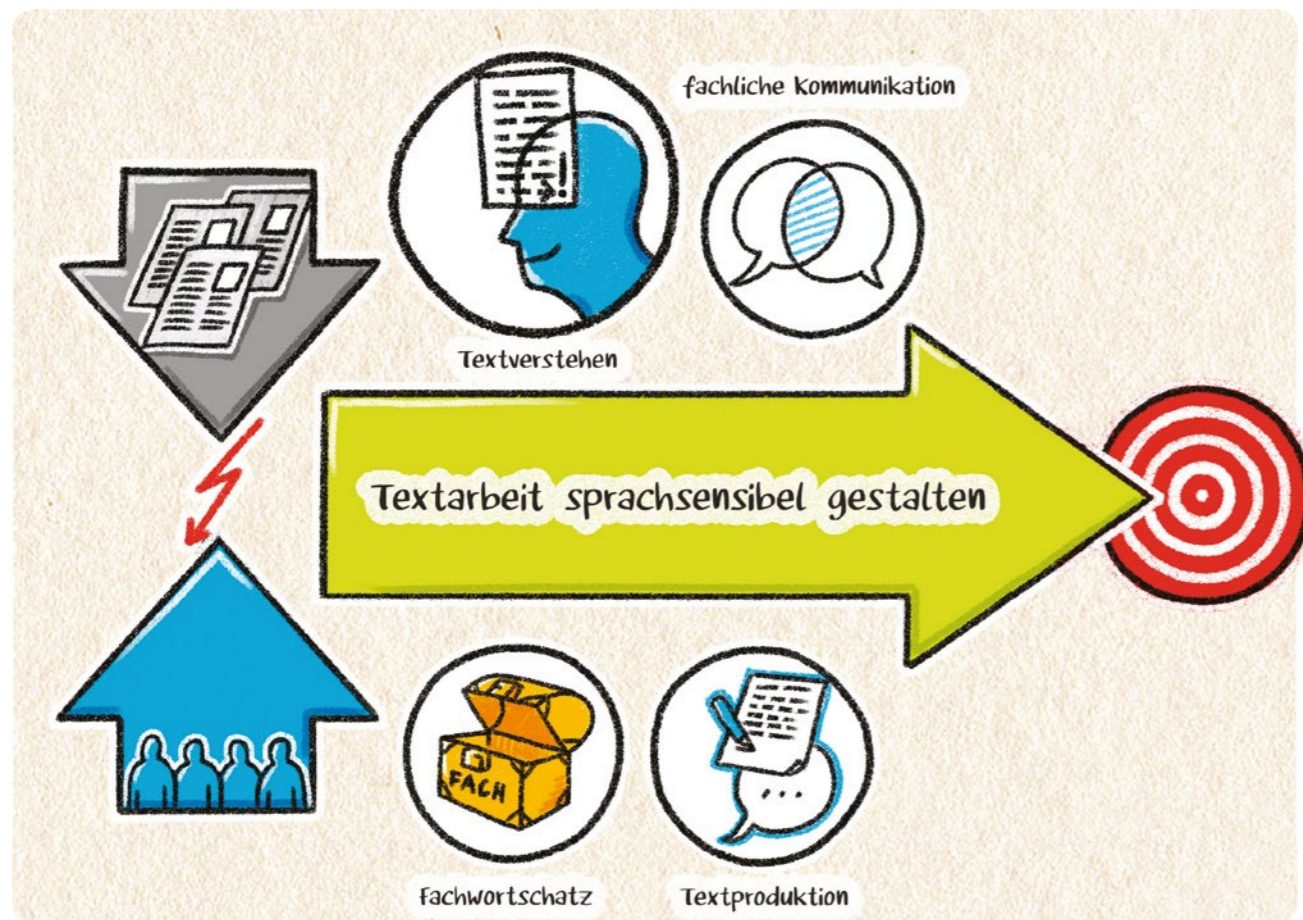 fachliche Kommunikation
Textverstehen
Textarbeit sprachsensibel gestalten
FACH
Fachwortschatz
Textproduktion